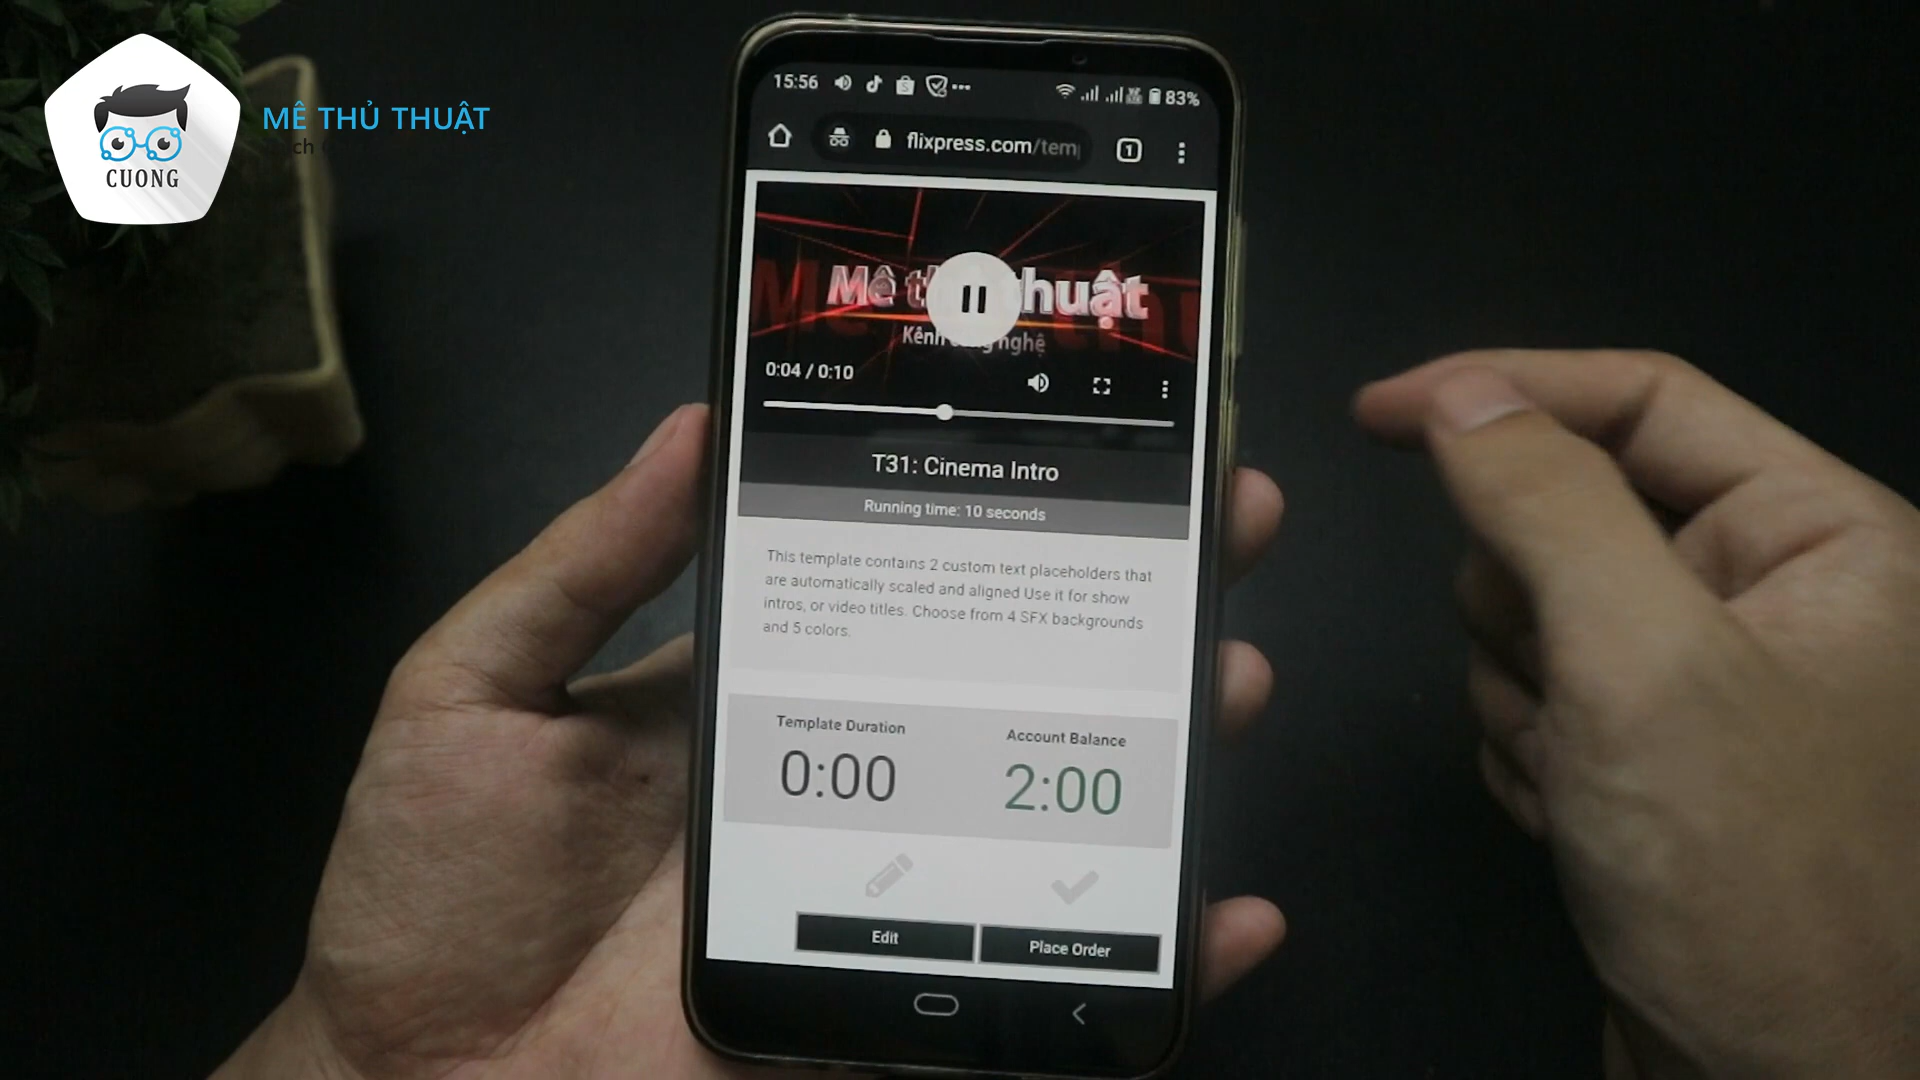 MÊ THỦ THUẬT
CUONG
15:56
83%
1
flixpress.com/temp
Mê t huật
Kênh nghệ
0:04 / 0:10
T31: Cinema Intro
Running time: 10 seconds
This template contains 2 custom text placeholders that
are automatically scaled and aligned Use it for show
intros, or video titles. Choose from 4 SFX backgrounds
and 5 colors.
Template Duration
Account Balance
0:00
2:00
Edit
Place Order